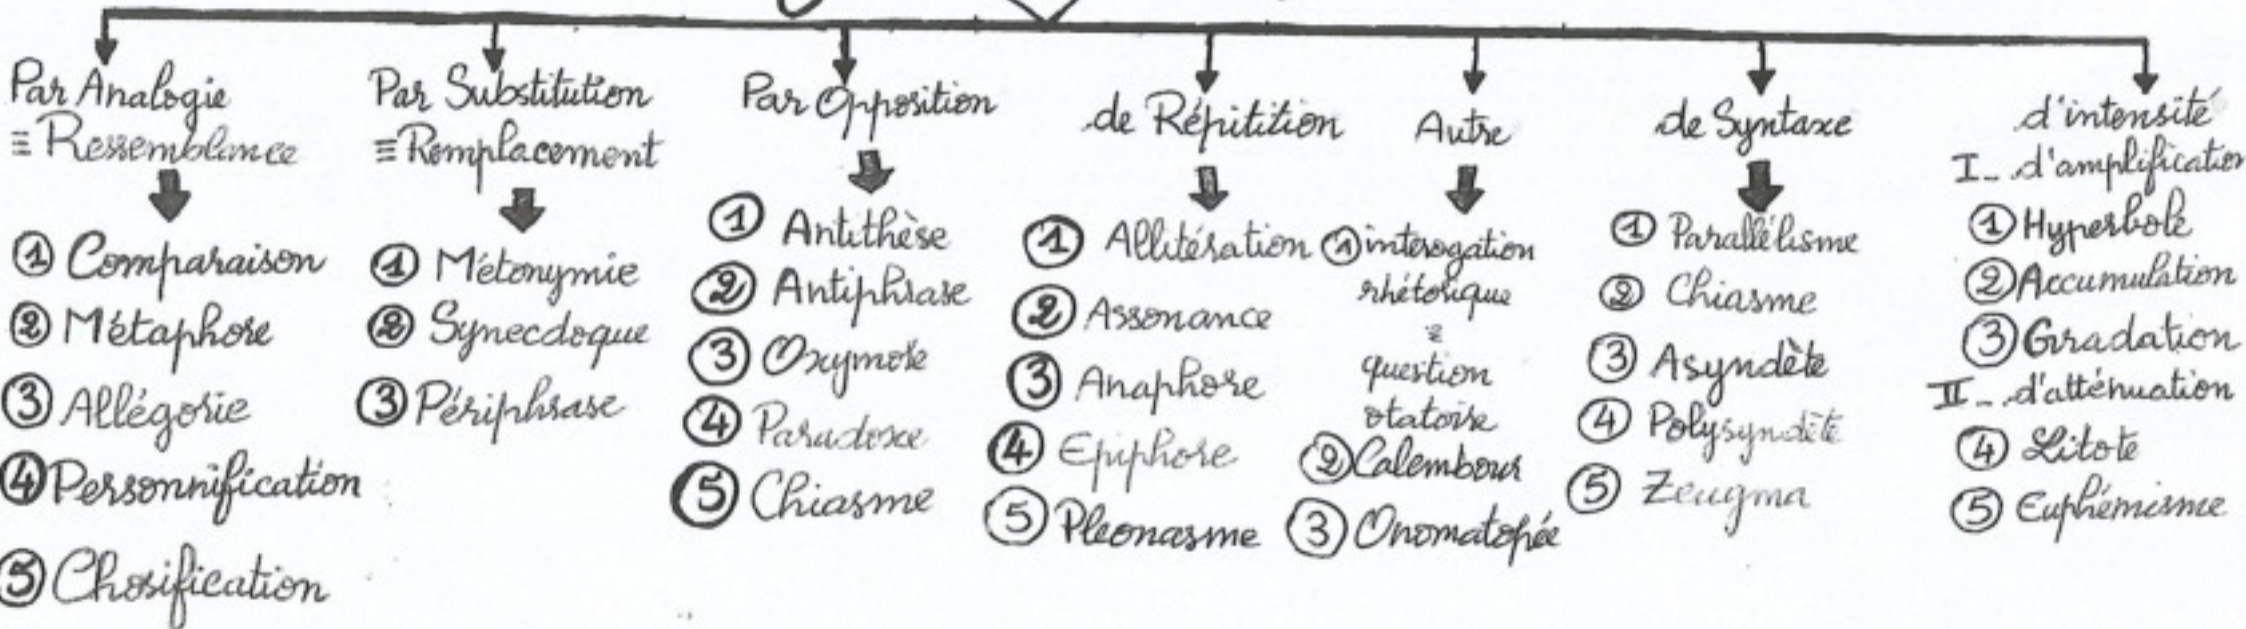 Par Analogie
≡ Ressemblance
① Comparaison
② Métaphore
③ Allégorie
④ Personnification
⑤ Chosification
Par Substitution
≡ Remplacement
① Métonymie
② Synecdoque
③ Périphrase
Par Opposition
① Antithèse
② Antiphrase
③ Oxymore
④ Paradoxe
⑤ Chiasme
de Répitition
① Allitération
② Assonance
③ Anaphore
④ Epiphore
⑤ Pleonasme
Autre
① interogation
rhétorique
≡
question
otatoire
② Calembour
③ Onomatopée
de Syntaxe
① Parallélisme
② Chiasme
③ Asyndète
④ Polysyndète
⑤ Zeugma
d'intensité
I_ d'amplification
① Hyperbole
② Accumulation
③ Gradation
II_ d'atténuation
④ Litote
⑤ Euphémisme